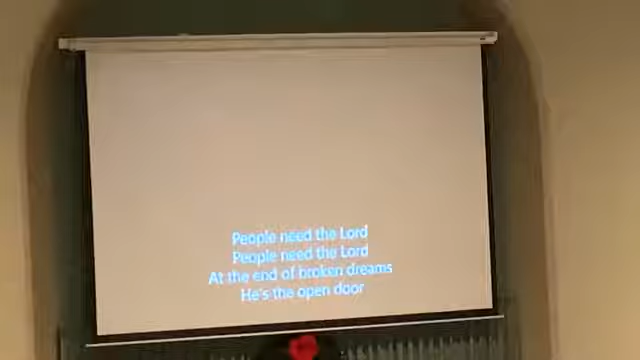 People need the Lord
People need the Lord
At the end of broken dreams
He's the open door